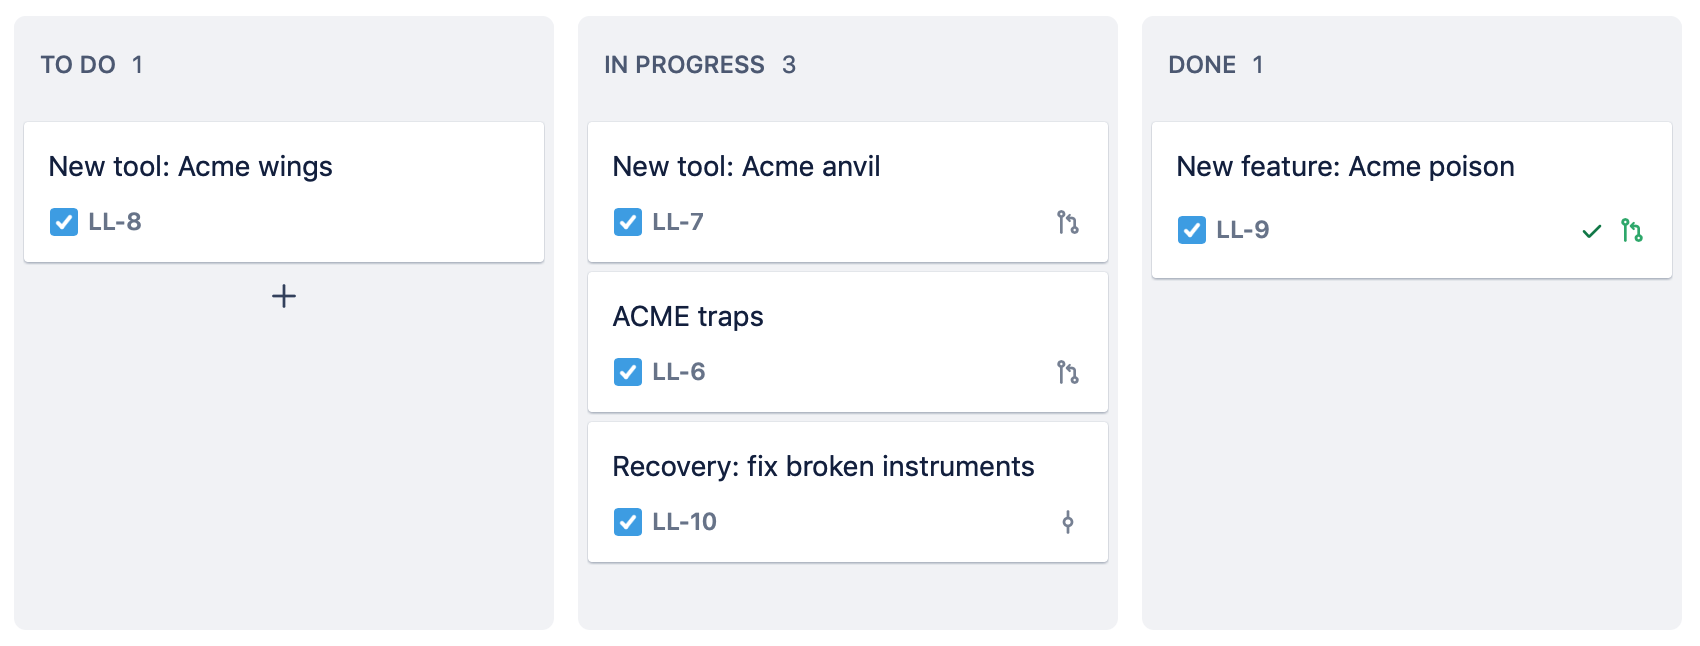 TO DO 1
New tool: Acme wings
LL-8
IN PROGRESS 3
New tool: Acme anvil
LL-7
ACME traps
LL-6
Recovery: fix broken instruments
LL-10
DONE 1
New feature: Acme poison
LL-9